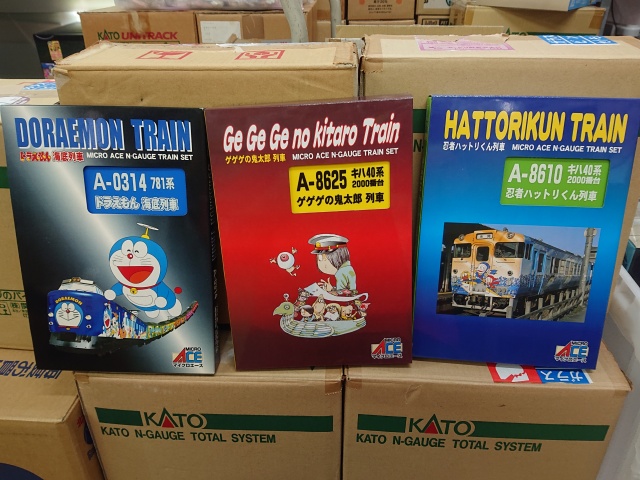 KATO UNITRACK
DORAEMON TRAIN
ドラえもん 海底列車 MICRO ACE N-GAUGE TRAIN SET
A-0314 781系
ドラえもん 海底列車
DORAEMON
MICRO
ACE
マイクロエース
Ge Ge Ge no kitaro Train
ゲゲゲの鬼太郎 列車 MICRO ACE N-GAUGE TRAIN SET
A-8625 キハ40系
2000番台
ゲゲゲの鬼太郎 列車
MICRO
ACE
マイクロエース
HATTORIKUN TRAIN
忍者ハットリくん列車 MICRO ACE N-GAUGE TRAIN SET
A-8610 キハ40系
2000番台
忍者ハットリくん列車
MICRO
ACE
マイクロエース
ガラス
KATO
KATO N-GAUGE TOTAL SYSTEM
KATO
KATO N-GAUGE TOTAL SYSTEM